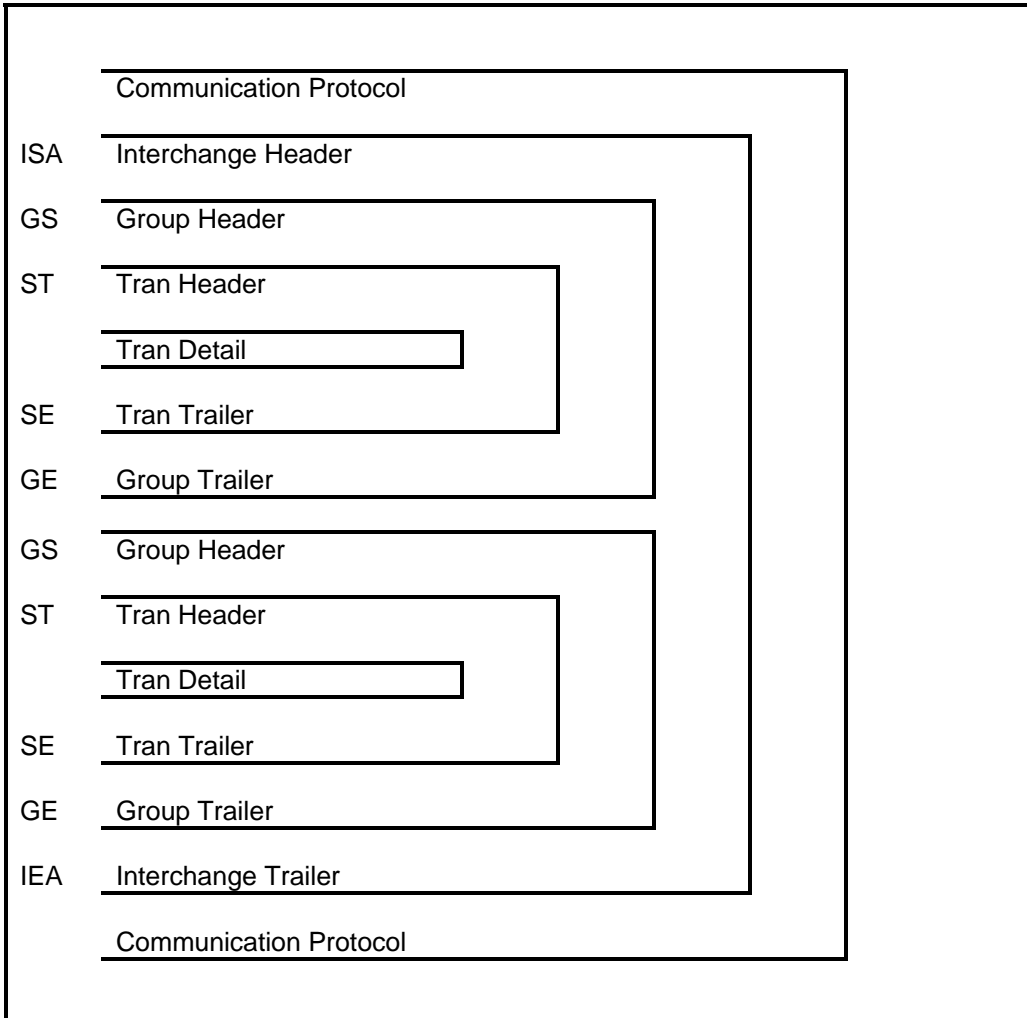 Communication Protocol
ISA Interchange Header
GS Group Header
ST Tran Header
Tran Detail
SE Tran Trailer
GE Group Trailer
GS Group Header
ST Tran Header
Tran Detail
SE Tran Trailer
GE Group Trailer
IEA Interchange Trailer
Communication Protocol